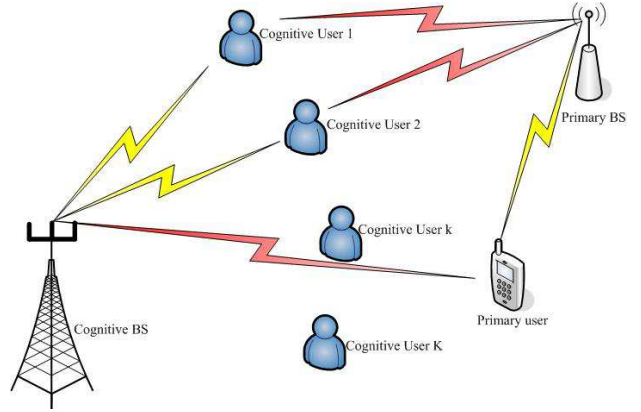 Cognitive User 1
Primary BS
Cognitive User 2
Cognitive User k
Primary user
Cognitive BS
Cognitive User K